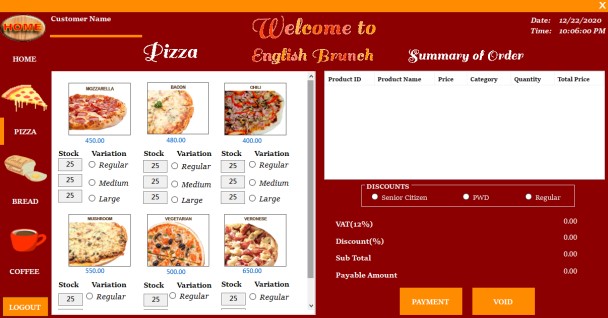 X
HOME
Customer Name
Welcome to
English Brunch
Date: 12/22/2020
Time: 10:06:00 PM
Pizza
Summary of Order
HOME
PIZZA
BREAD
COFFEE
LOGOUT
MOZZARELLA BACON CHILI
450.00 480.00 400.00
Stock Variation Stock Variation Stock Variation
25 Regular 25 Regular 25 Regular
25 Medium 25 Medium 25 Medium
25 Large 25 Large 25 Large
MUSHROOM VEGETARIAN VERONESE
550.00 500.00 650.00
Stock Variation Stock Variation Stock Variation
25 Regular 25 Regular 25 Regular
Product ID Product Name Price Category Quantity Total Price
DISCOUNTS
Senior Citizen PWD Regular
VAT(12%) 0.00
Discount(%) 0.00
Sub Total 0.00
Payable Amount 0.00
PAYMENT VOID